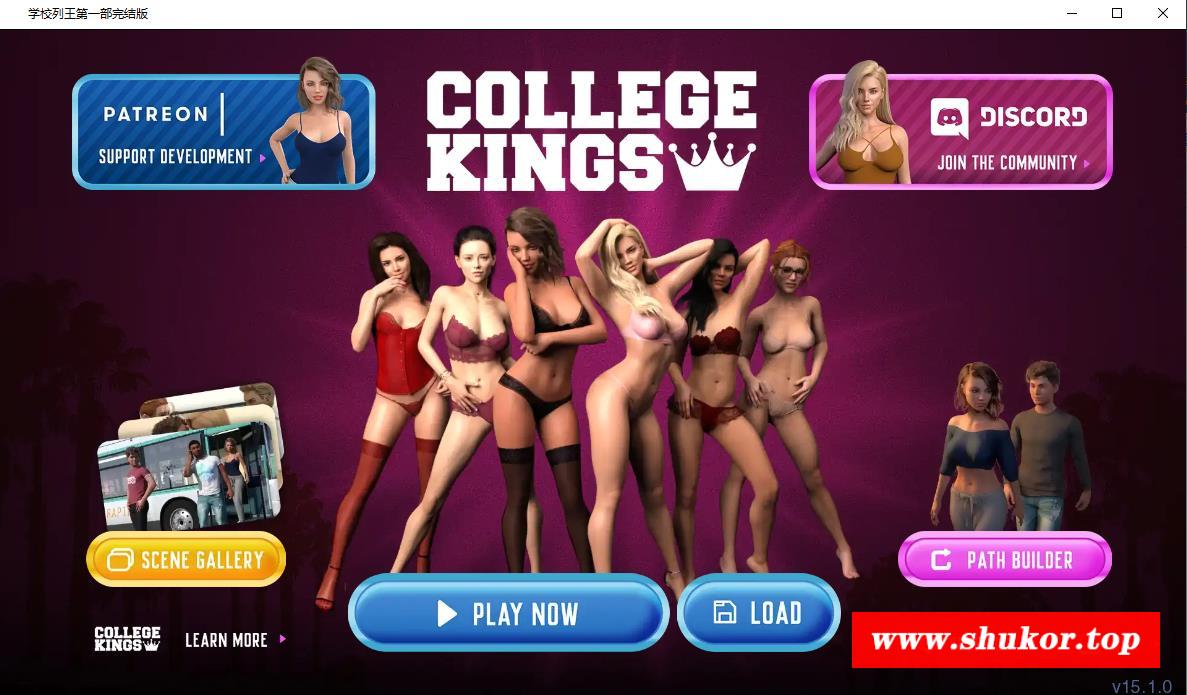 学校列王第一部完结版
PATREON
SUPPORT DEVELOPMENT
COLLEGE
KINGS
DISCORD
JOIN THE COMMUNITY
SCENE GALLERY
PATH BUILDER
PLAY NOW
LOAD
COLLEGE
KINGS
LEARN MORE
www.shukor.top
v15.1.0